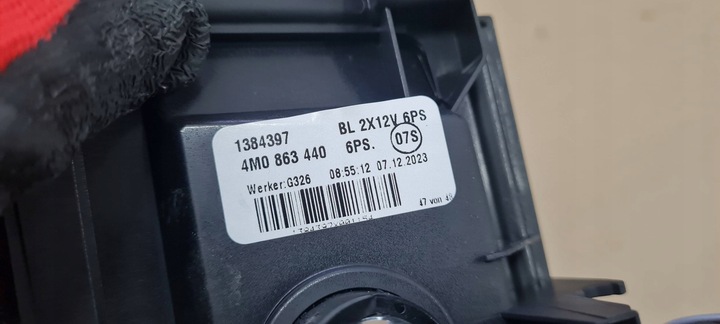 1384397 BL 2X12V 6PS
4M0 863 440 6PS. 07S
Werker:G326 08:55:12 07.12.2023
47 von 48